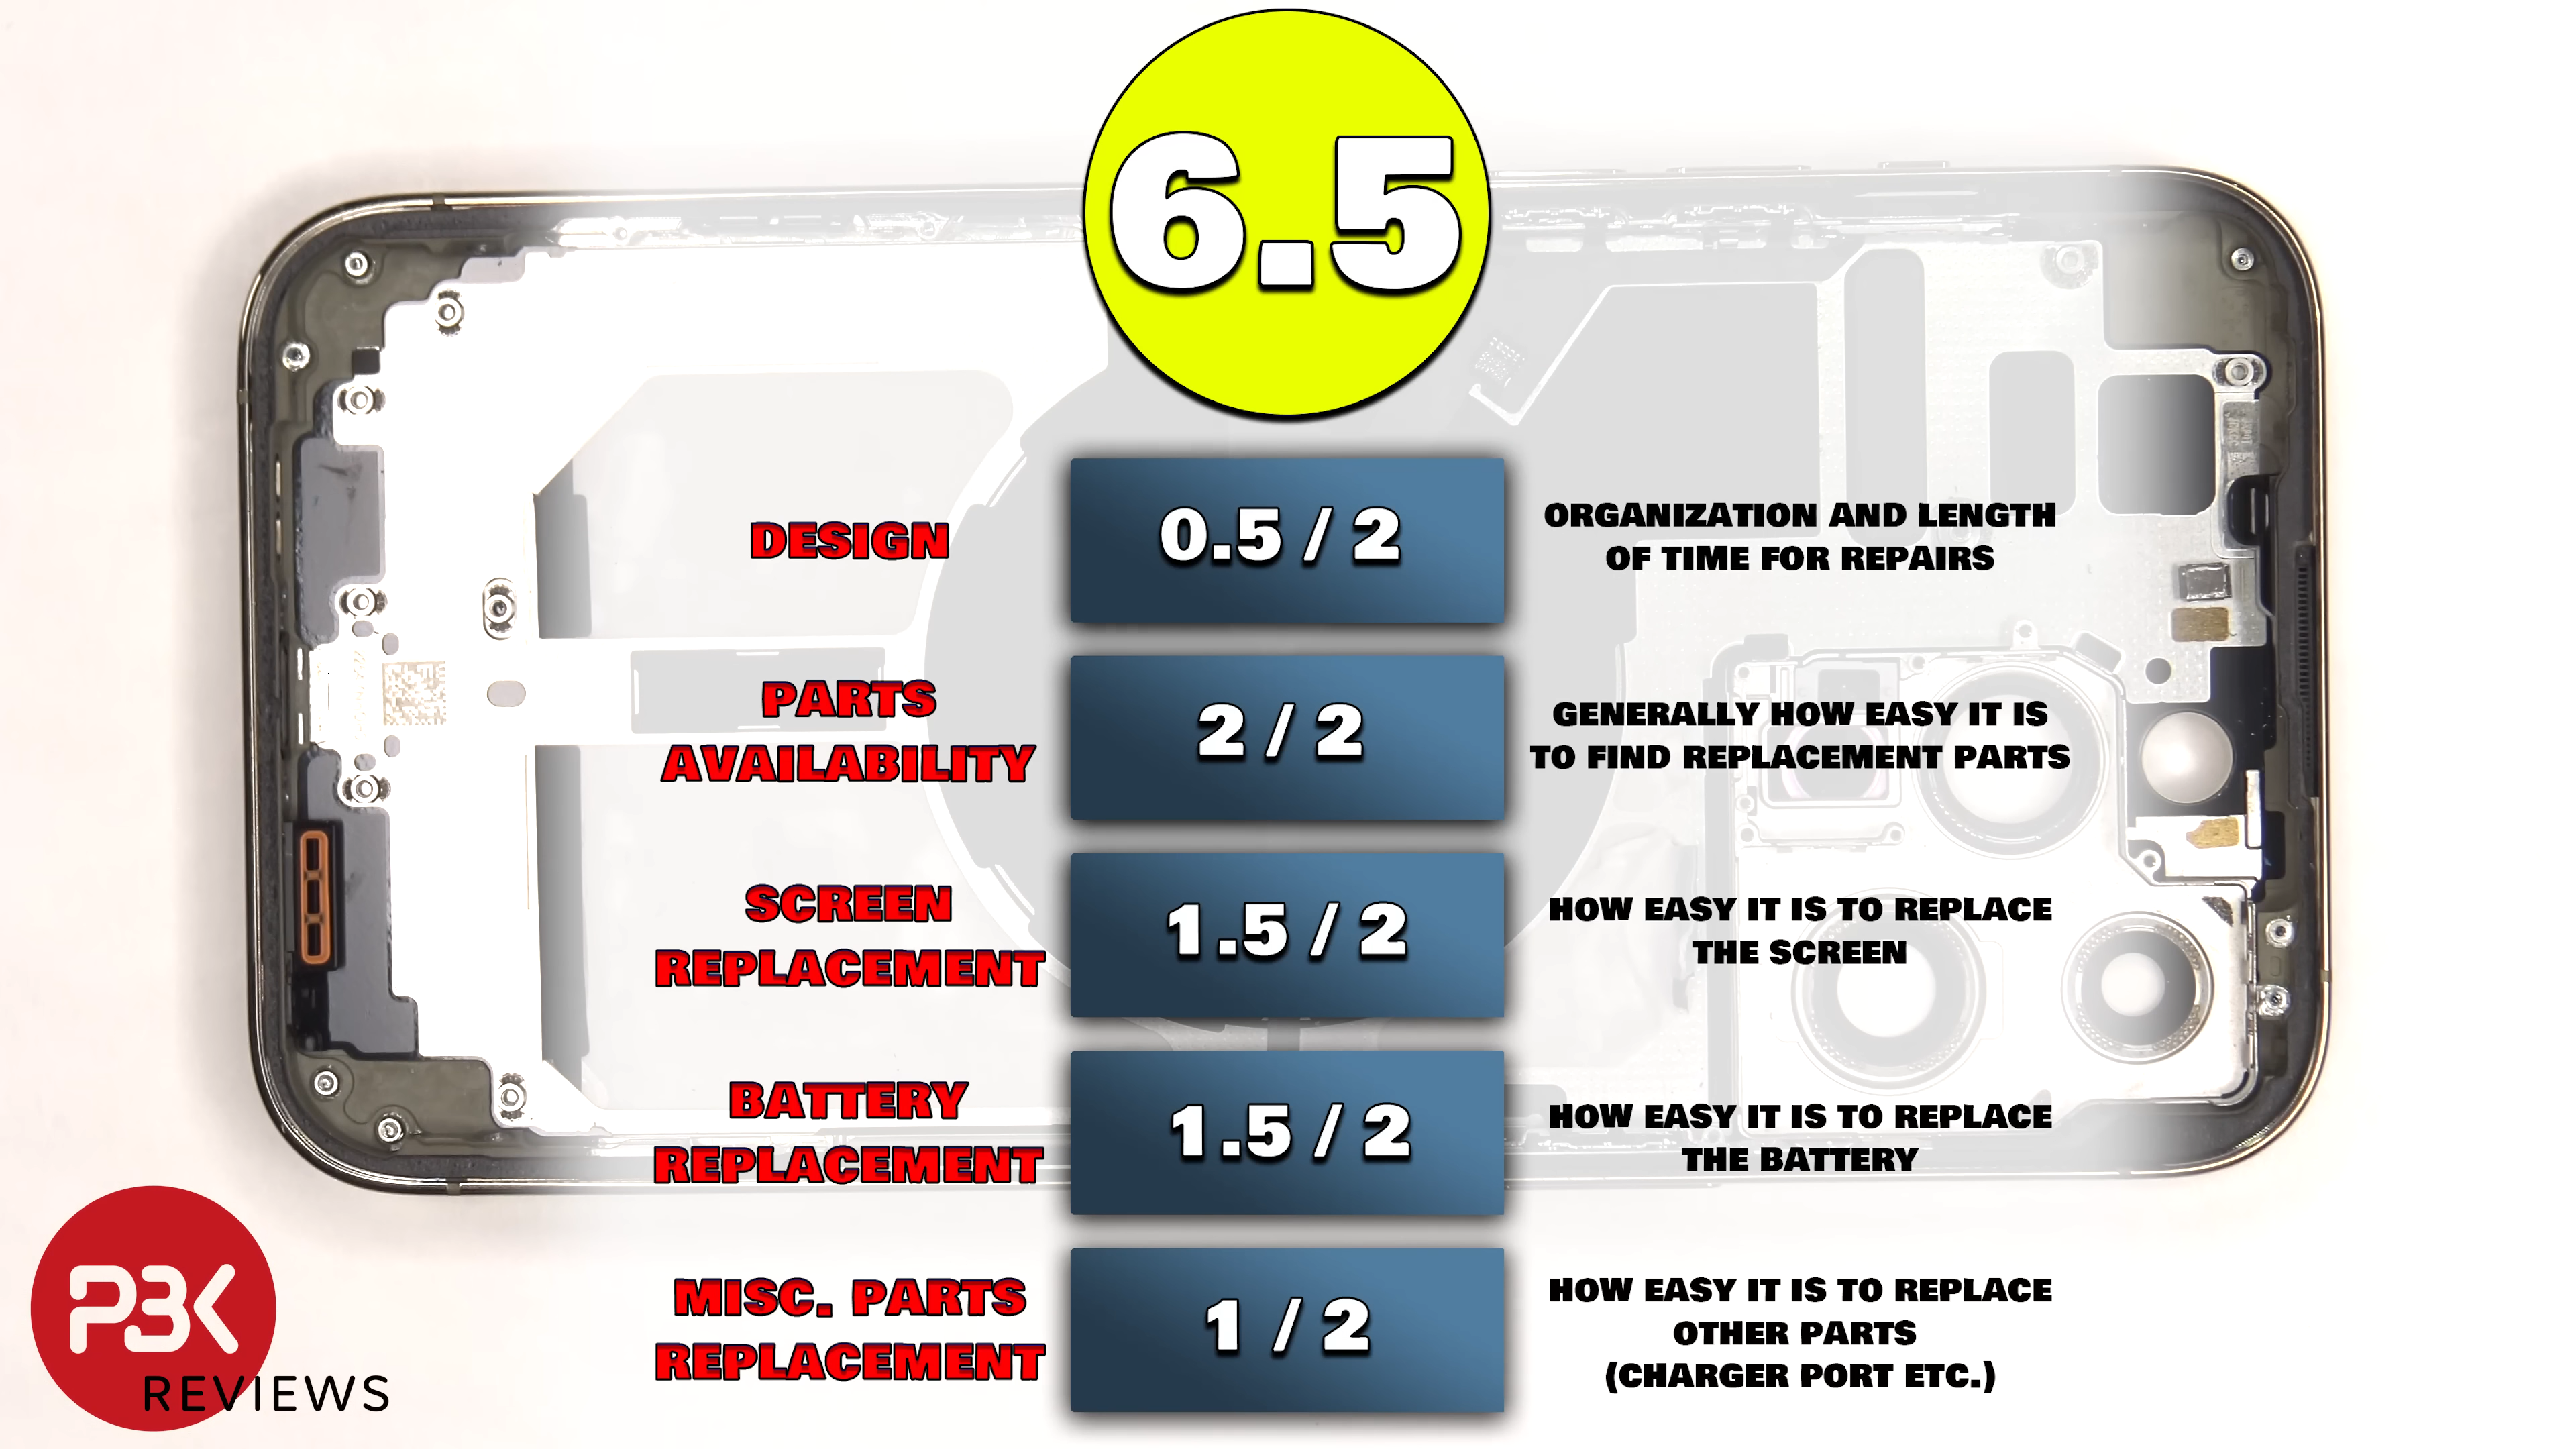 6.5
DESIGN
0.5 / 2
ORGANIZATION AND LENGTH
OF TIME FOR REPAIRS
PARTS
AVAILABILITY
2 / 2
GENERALLY HOW EASY IT IS
TO FIND REPLACEMENT PARTS
SCREEN
REPLACEMENT
1.5 / 2
HOW EASY IT IS TO REPLACE
THE SCREEN
BATTERY
REPLACEMENT
1.5 / 2
HOW EASY IT IS TO REPLACE
THE BATTERY
MISC. PARTS
REPLACEMENT
1 / 2
HOW EASY IT IS TO REPLACE
OTHER PARTS
(CHARGER PORT ETC.)
PBK
REVIEWS